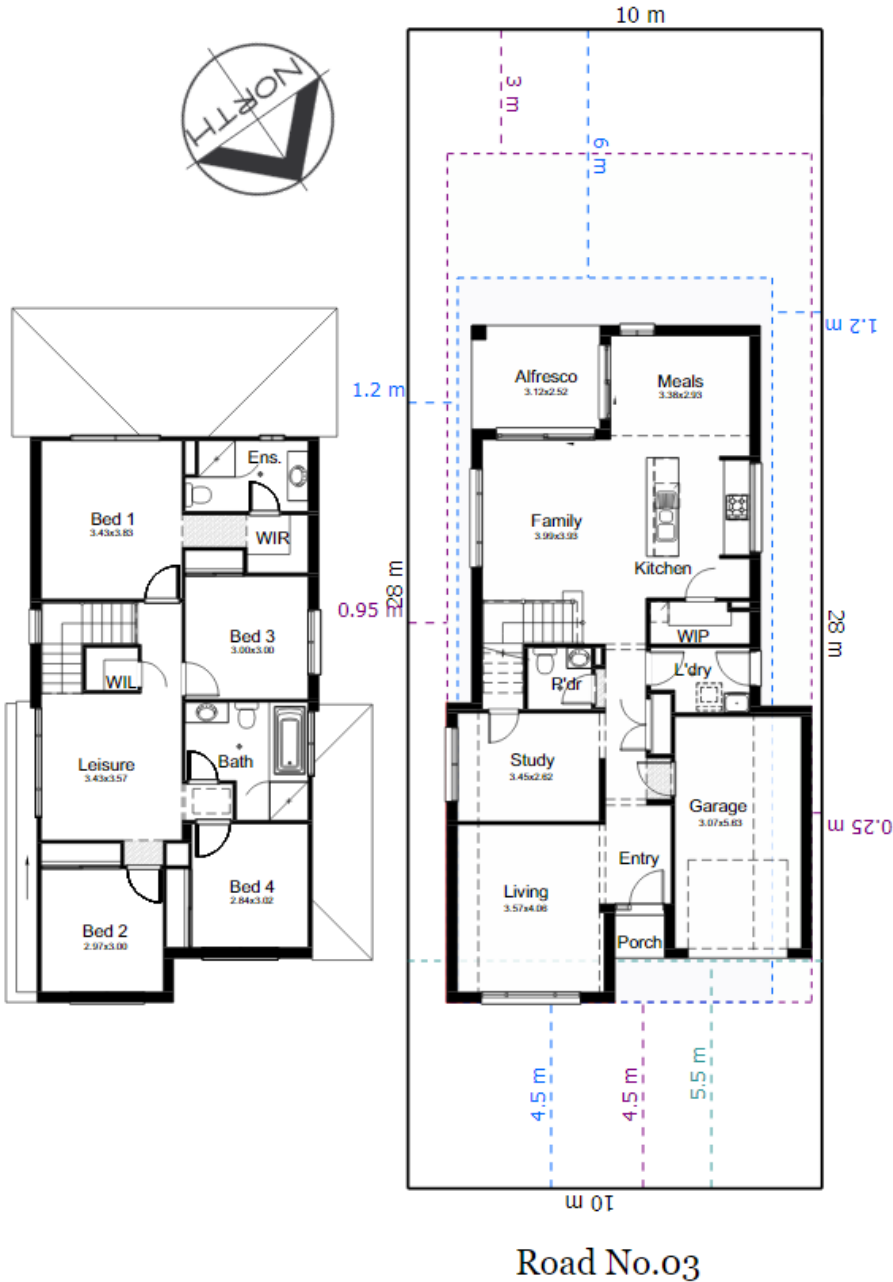 10 m
NORTH
3 m
6 m
1.2 m
Alfresco
3.12x2.52
Meals
3.38x2.93
1.2 m
Ens.
Bed 1
3.43x3.83
WIR
Family
3.99x3.93
Kitchen
28 m
0.95 m
Bed 3
3.00x3.00
WIP
28 m
WIL
R'dr
L'dry
Bath
Leisure
3.43x3.57
Study
3.45x2.62
Garage
3.07x5.83
0.25 m
Entry
Bed 4
2.84x3.02
Living
3.57x4.06
Bed 2
2.97x3.00
Porch
4.5 m
4.5 m
5.5 m
10 m
Road No.03